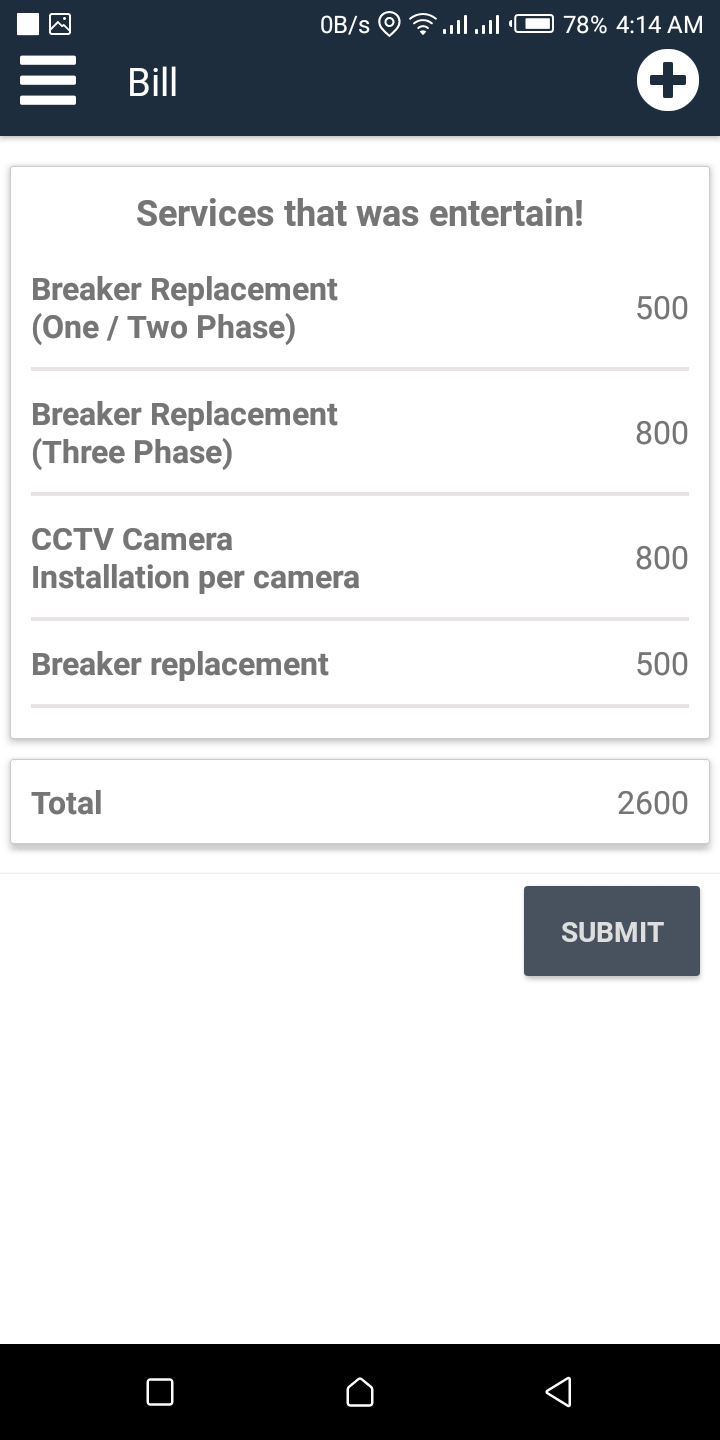 0B/s 78% 4:14 AM
Bill
Services that was entertain!
Breaker Replacement
(One / Two Phase) 500
Breaker Replacement
(Three Phase) 800
CCTV Camera
Installation per camera 800
Breaker replacement 500
Total 2600
SUBMIT